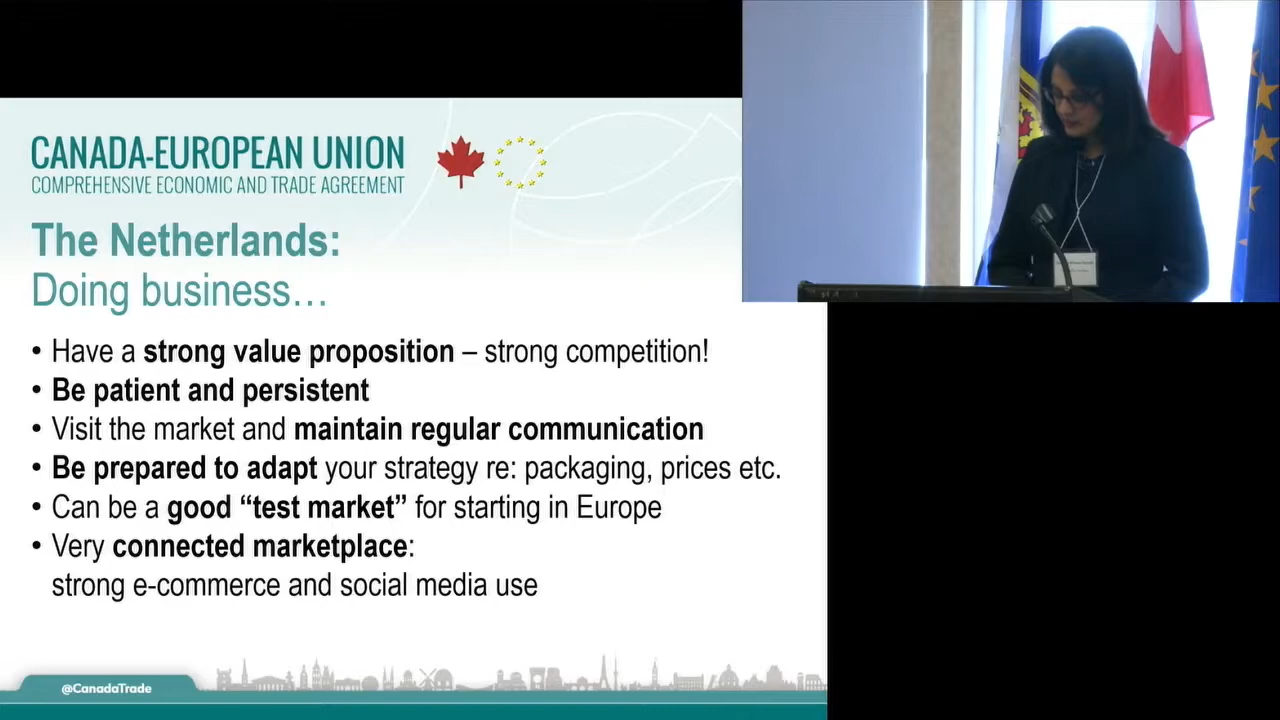 CANADA-EUROPEAN UNION
COMPREHENSIVE ECONOMIC AND TRADE AGREEMENT
The Netherlands:
Doing business…
• Have a strong value proposition – strong competition!
• Be patient and persistent
• Visit the market and maintain regular communication
• Be prepared to adapt your strategy re: packaging, prices etc.
• Can be a good “test market” for starting in Europe
• Very connected marketplace:
strong e-commerce and social media use
@CanadaTrade